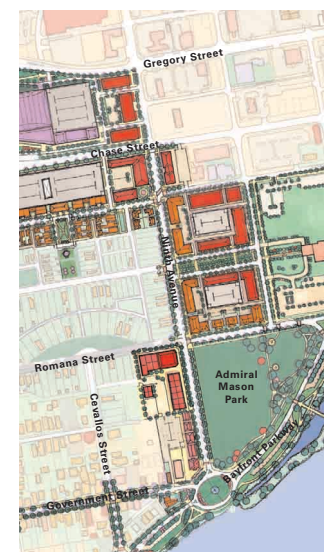 Gregory Street
Chase Street
Ninth Avenue
Romana Street
Admiral
Mason
Park
Cevallos Street
Bayfront Parkway
Government Street